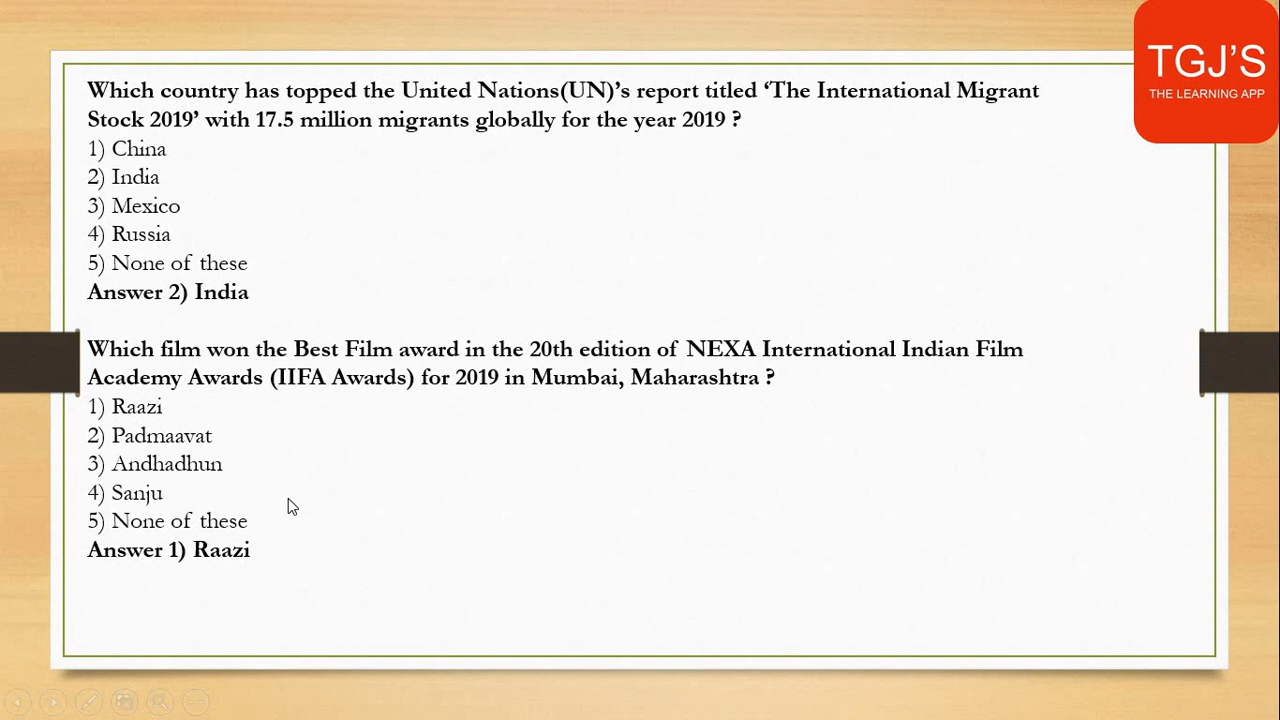 TGJ'S
THE LEARNING APP
Which country has topped the United Nations(UN)’s report titled ‘The International Migrant
Stock 2019’ with 17.5 million migrants globally for the year 2019 ?
1) China
2) India
3) Mexico
4) Russia
5) None of these
Answer 2) India
Which film won the Best Film award in the 20th edition of NEXA International Indian Film
Academy Awards (IIFA Awards) for 2019 in Mumbai, Maharashtra ?
1) Raazi
2) Padmaavat
3) Andhadhun
4) Sanju
5) None of these
Answer 1) Raazi